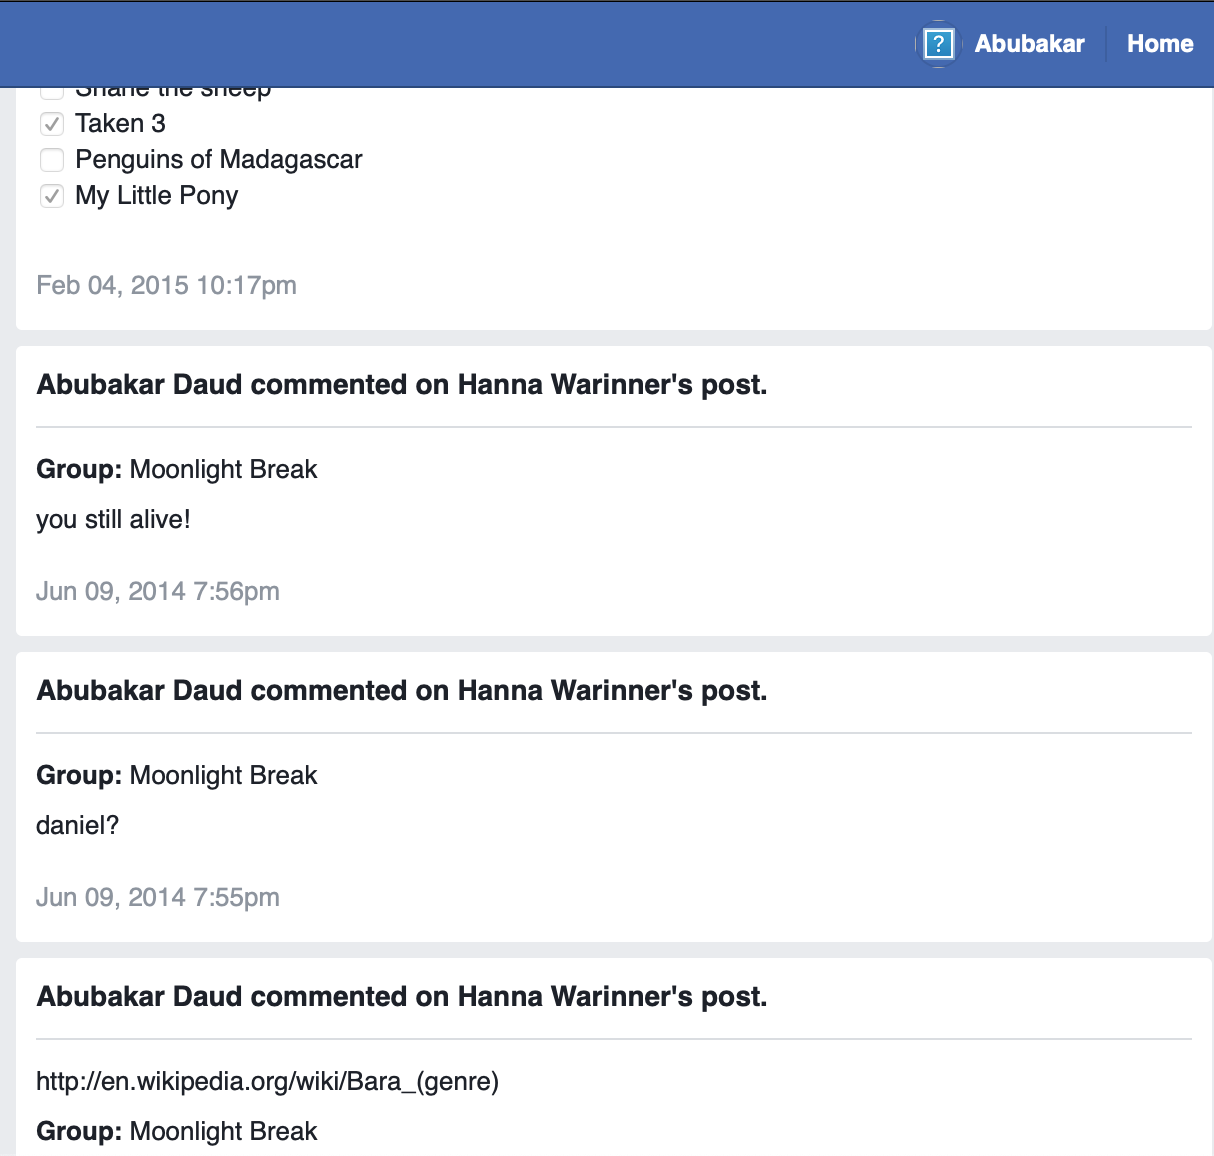 Abubakar
Home
Shane the sheep
Taken 3
Penguins of Madagascar
My Little Pony
Feb 04, 2015 10:17pm
Abubakar Daud commented on Hanna Warinner's post.
Group: Moonlight Break
you still alive!
Jun 09, 2014 7:56pm
Abubakar Daud commented on Hanna Warinner's post.
Group: Moonlight Break
daniel?
Jun 09, 2014 7:55pm
Abubakar Daud commented on Hanna Warinner's post.
http://en.wikipedia.org/wiki/Bara_(genre)
Group: Moonlight Break